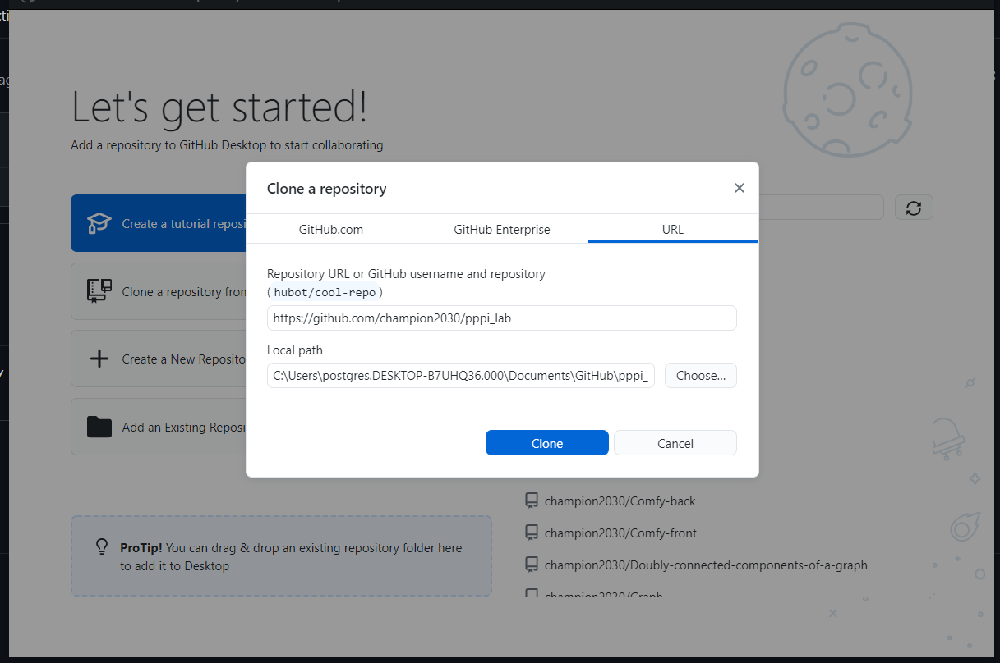 Let's get started!
Add a repository to GitHub Desktop to start collaborating
Clone a repository
GitHub.com
GitHub Enterprise
URL
Create a tutorial reposi
Repository URL or GitHub username and repository
(hubot/cool-repo)
Clone a repository from
https://github.com/champion2030/pppi_lab
Local path
Create a New Reposito
C:\Users\postgres.DESKTOP-B7UHQ36.000\Documents\GitHub\pppi_
Choose...
Add an Existing Reposi
Clone
Cancel
champion2030/Comfy-back
champion2030/Comfy-front
ProTip! You can drag & drop an existing repository folder here
to add it to Desktop
champion2030/Doubly-connected-components-of-a-graph
champion2030/Graph